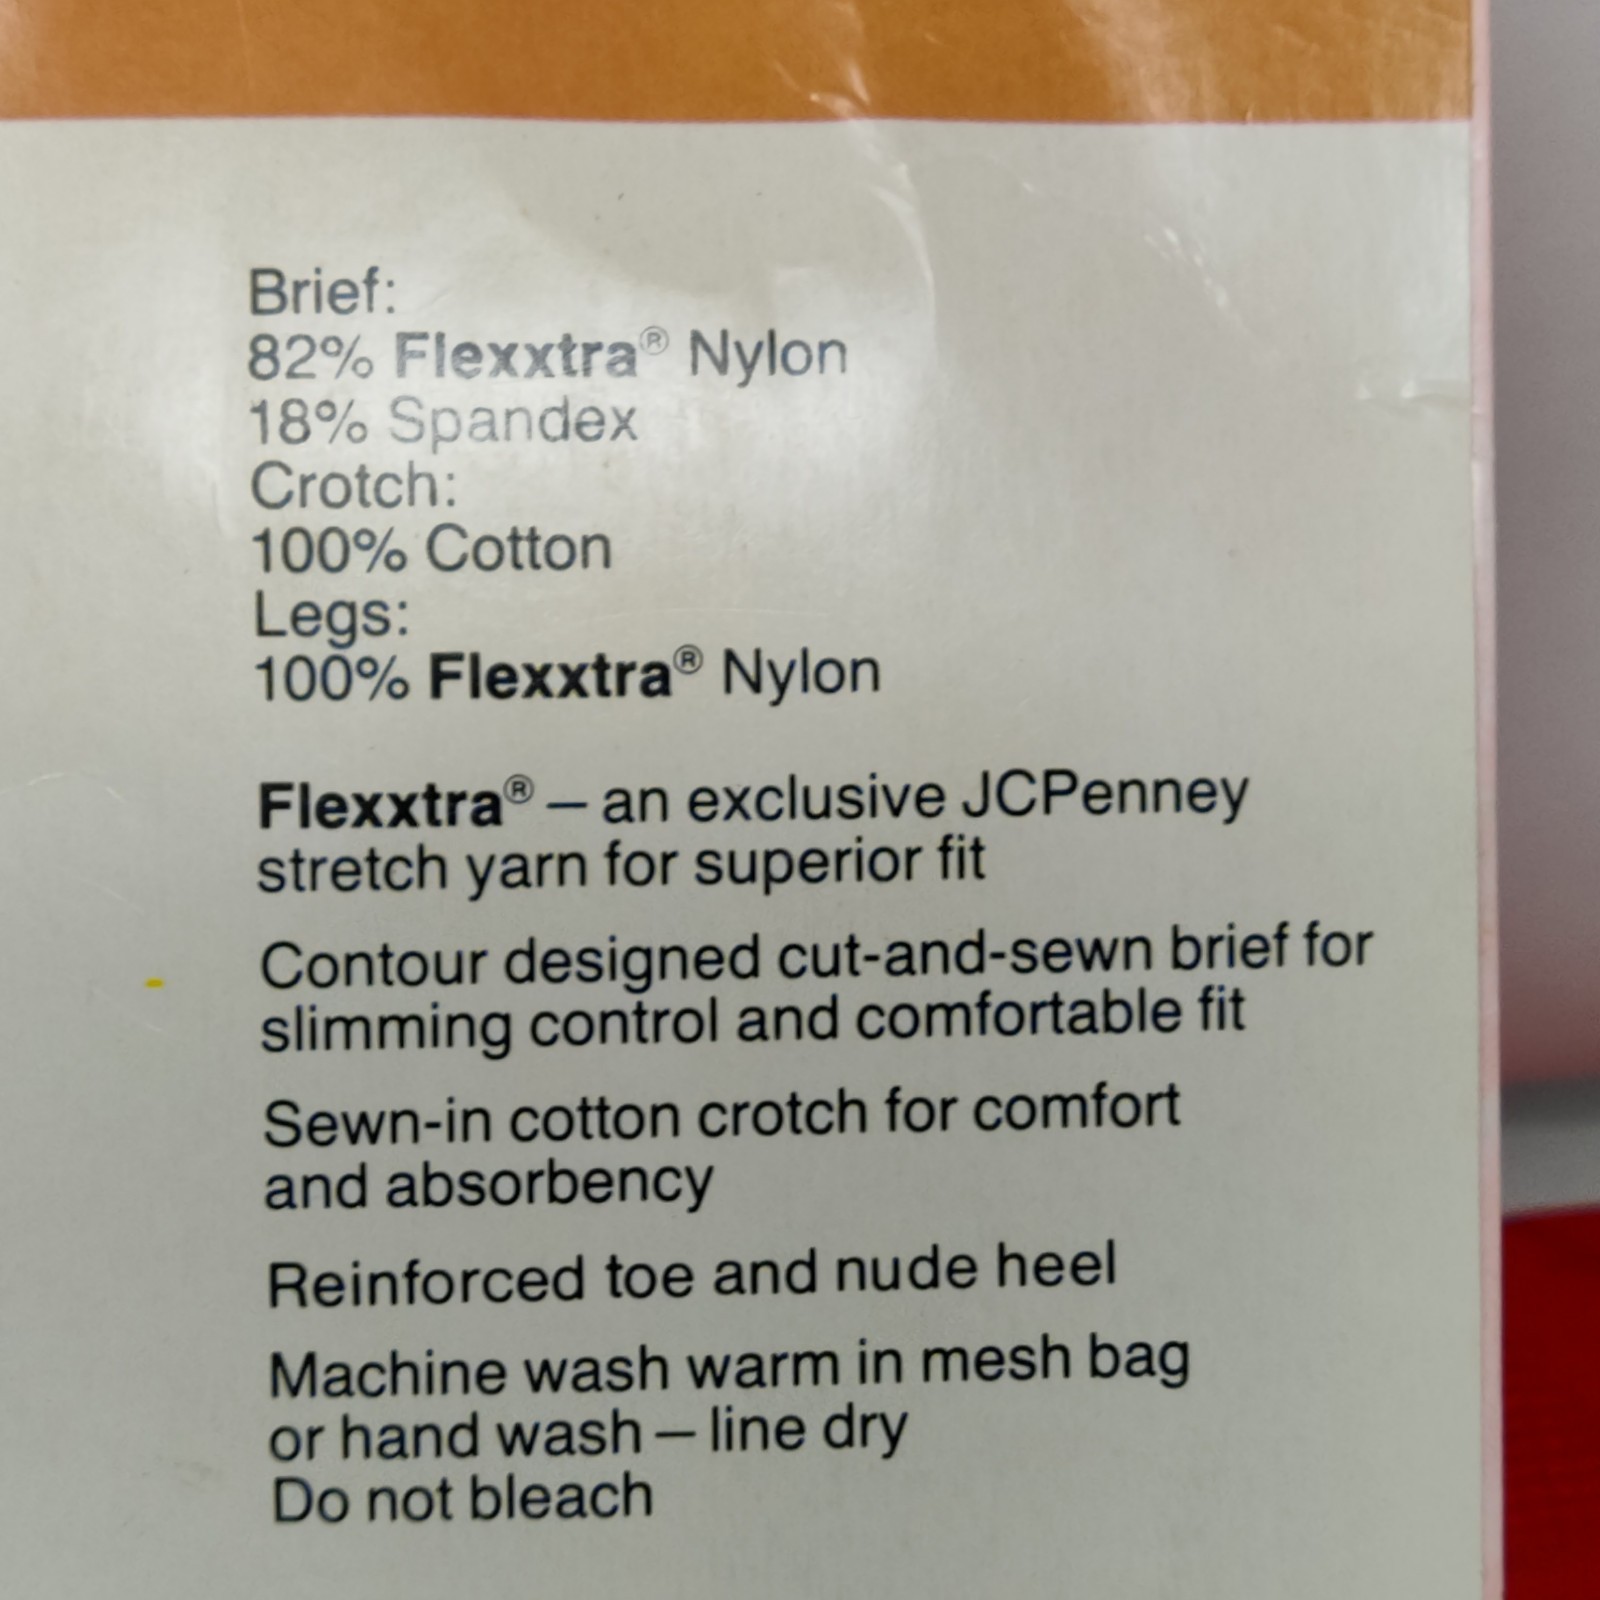 Brief:
82% Flexxtra® Nylon
18% Spandex
Crotch:
100% Cotton
Legs:
100% Flexxtra® Nylon
Flexxtra® – an exclusive JCPenney
stretch yarn for superior fit
Contour designed cut-and-sewn brief for
slimming control and comfortable fit
Sewn-in cotton crotch for comfort
and absorbency
Reinforced toe and nude heel
Machine wash warm in mesh bag
or hand wash – line dry
Do not bleach